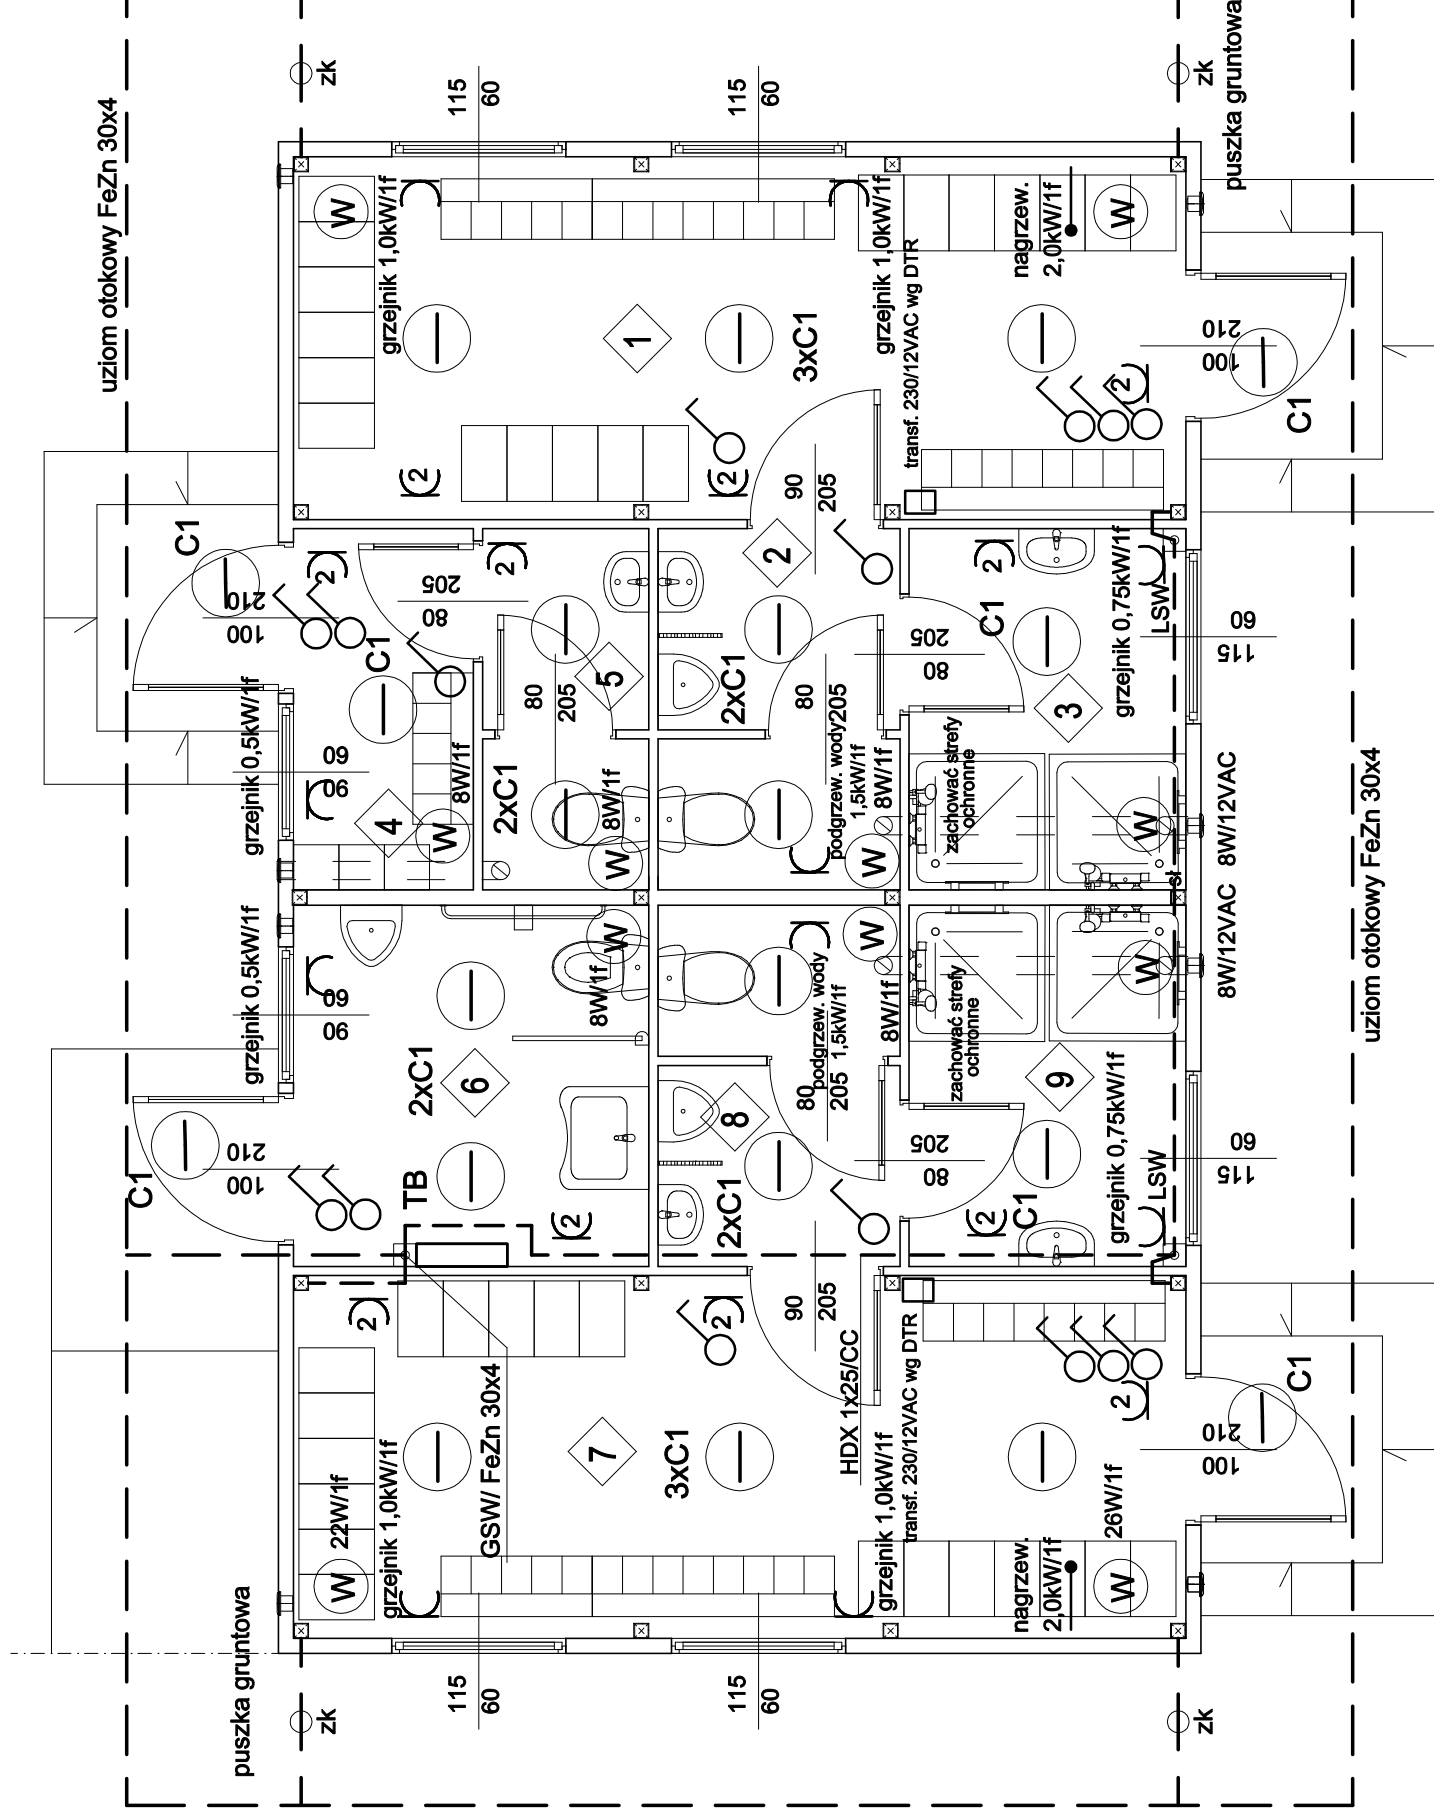 uziom otokowy FeZn 30x4
zk
115
60
115
60
zk
puszka gruntowa
W
grzejnik 1,0kW/1f
1
3xC1
grzejnik 1,0kW/1f
transf. 230/12VAC wg DTR
nagrzew.
2,0kW/1f
W
210
100
C1
2
2
2
90
205
C1
210
100
2
C1
205
80
2
5
80
205
2xC1
8W/1f
W
grzejnik 0,5kW/1f
60
90
4
W
8W/1f
2
2xC1
80
205
podgrzew. wody
1,5kW/1f
8W/1f
W
205
80
2
C1
3
grzejnik 0,75kW/1f
LSW
60
115
zachować strefy
ochronne
W
8W/12VAC
sł
grzejnik 0,5kW/1f
60
90
W
8W/1f
2xC1
6
C1
210
100
TB
2
W
8W/1f
podgrzew. wody
1,5kW/1f
80
205
8
2xC1
90
205
205
80
2
C1
zachować strefy
ochronne
9
grzejnik 0,75kW/1f
LSW
60
115
W
8W/12VAC
uziom otokowy FeZn 30x4
2
22W/1f
W
grzejnik 1,0kW/1f
GSW/ FeZn 30x4
7
3xC1
2
HDX 1x25/CC
grzejnik 1,0kW/1f
transf. 230/12VAC wg DTR
2
26W/1f
nagrzew.
2,0kW/1f
W
210
100
C1
puszka gruntowa
zk
115
60
115
60
zk